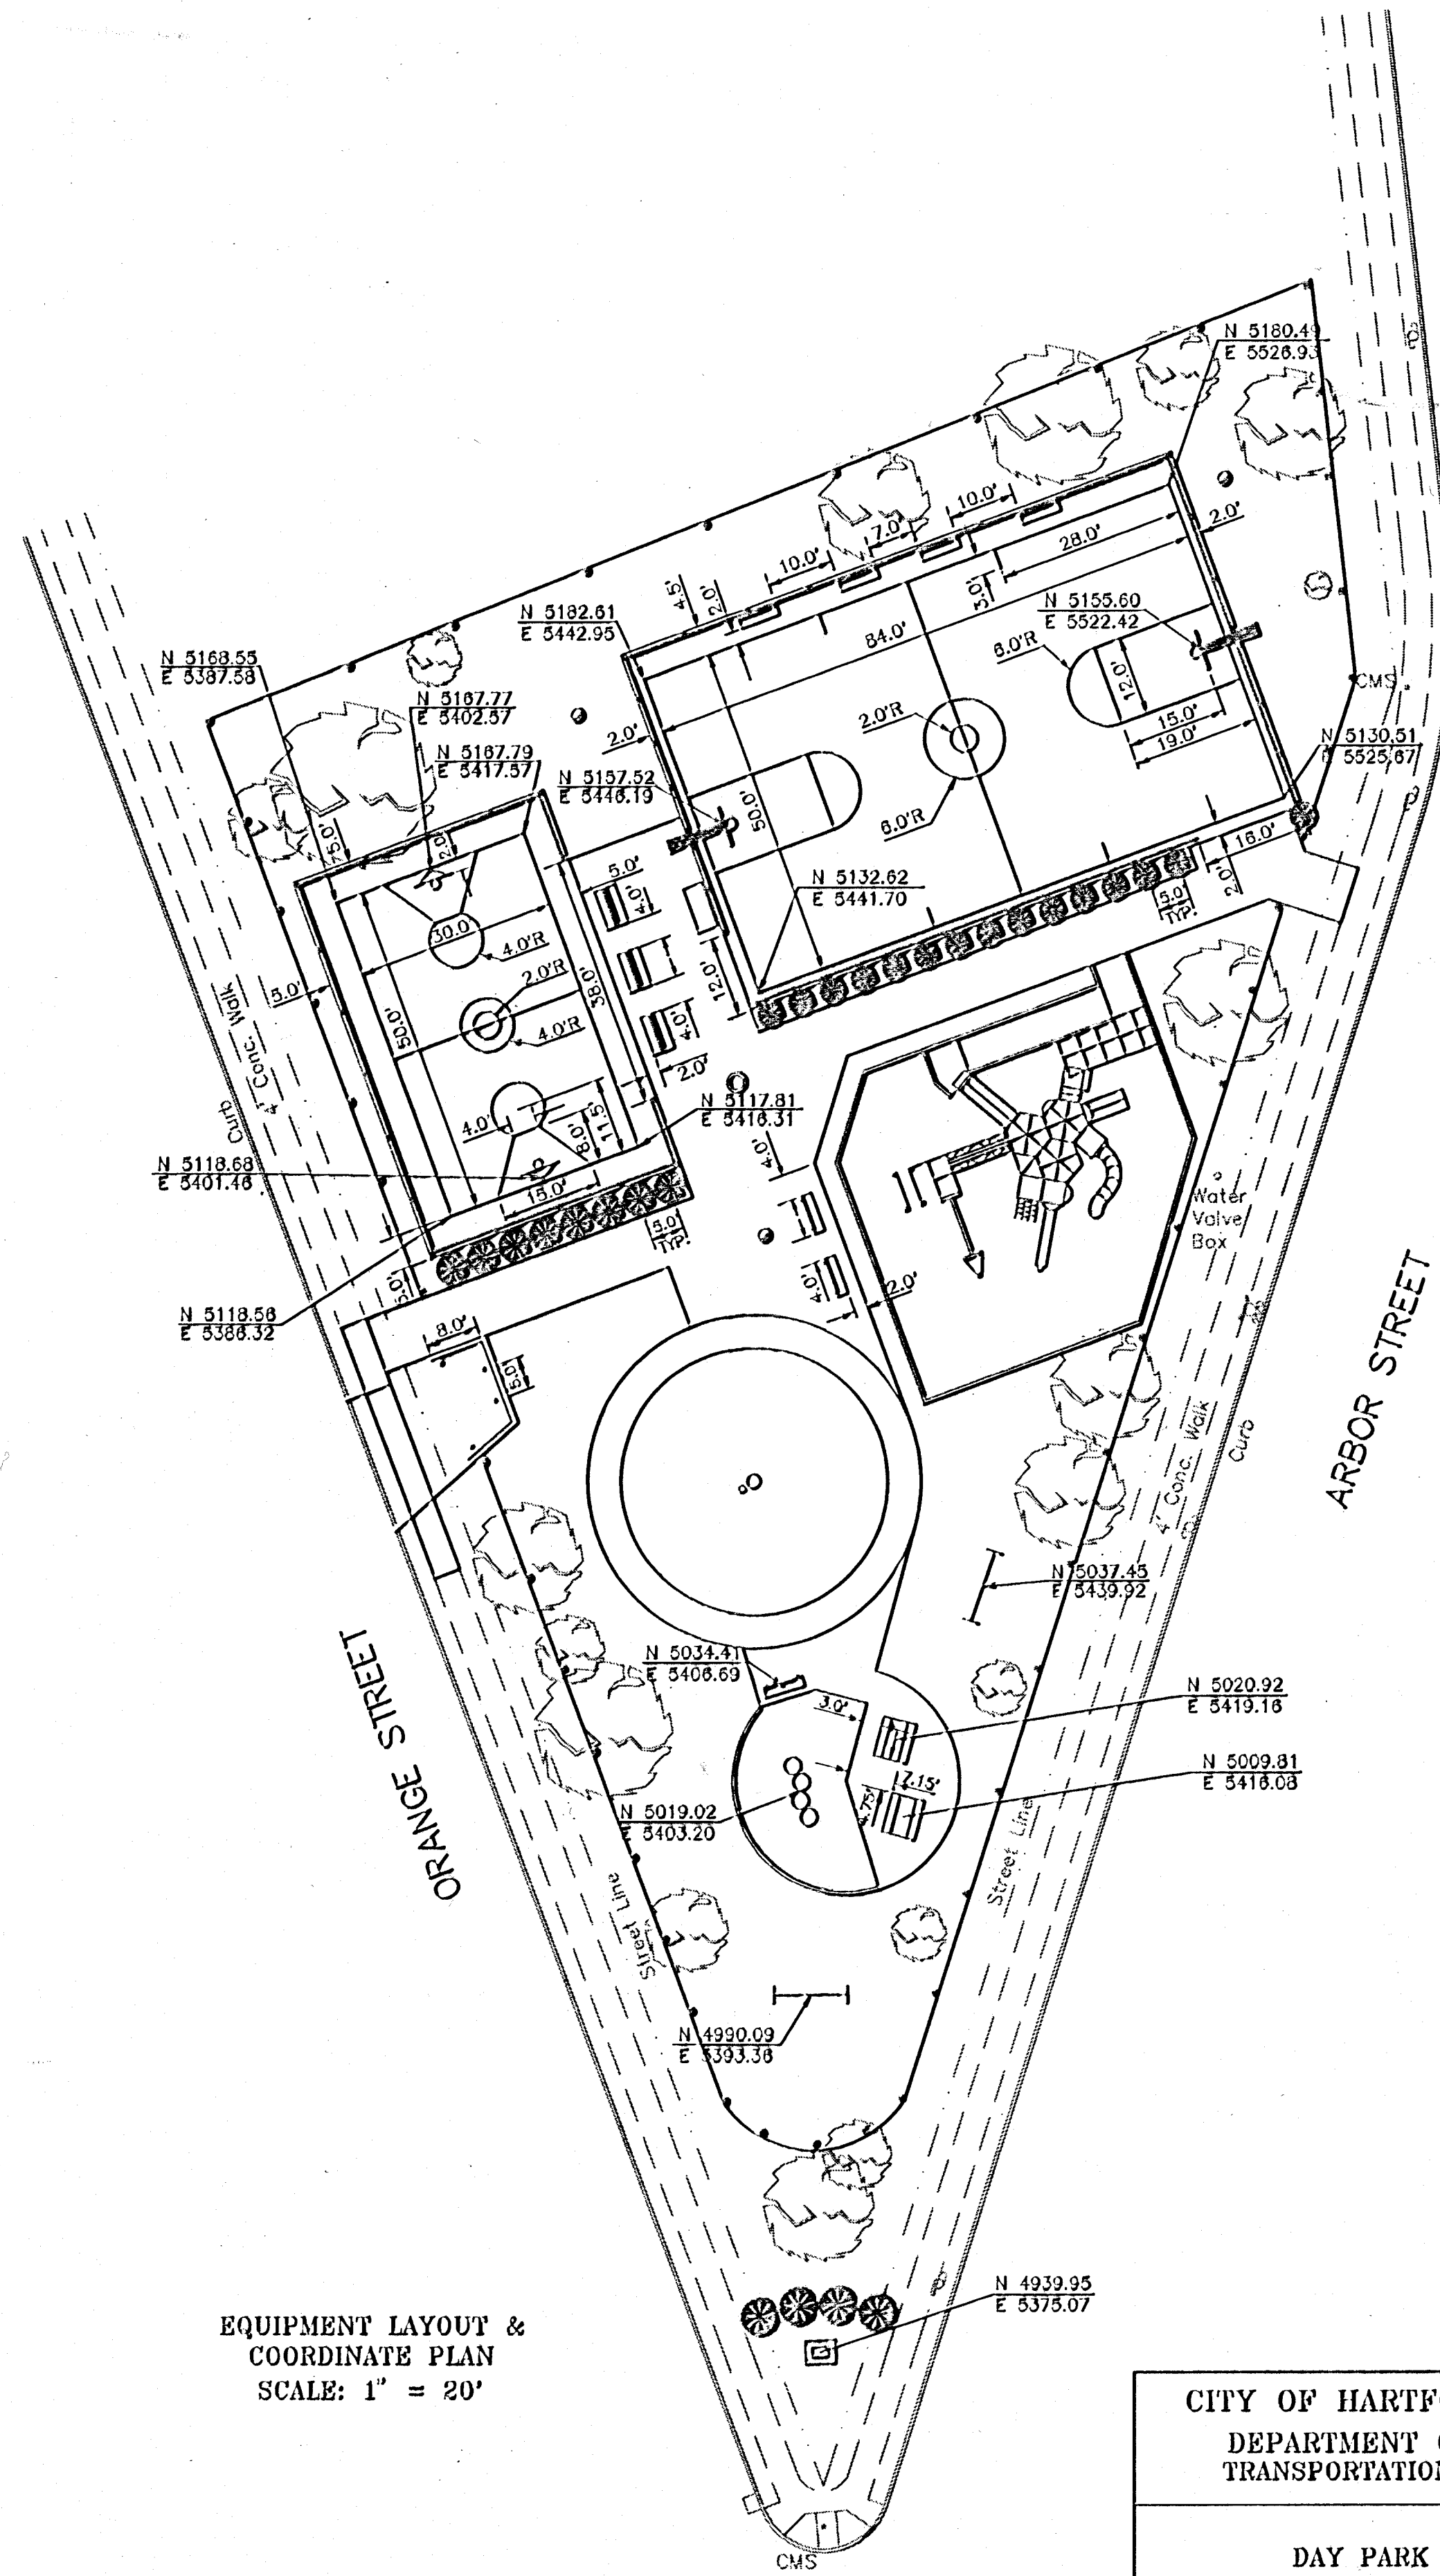 N 5180.49
E 5526.93
10.0'
7.0'
10.0'
2.0'
28.0'
4.5'
2.0'
3.0'
N 5182.61
E 5442.95
N 5155.60
E 5522.42
84.0'
6.0'R
12.0'
N 5168.55
E 5387.58
N 5167.77
E 5402.57
CMS
2.0'R
15.0'
19.0'
2.0'
N 5167.79
E 5417.57
N 5130.51
E 5525.67
N 5157.52
E 5446.19
50.0'
6.0'R
2.0'
16.0'
2.0'
5.0'
4.0'
N 5132.62
E 5441.70
5.0'
TYP.
30.0'
4.0'R
2.0'R
12.0'
38.0'
5.0'
50.0'
4.0'R
4.0'
2.0'
4' Conc. Walk
Curb
N 5117.81
E 5416.31
4.0'
8.0'
11.5'
4.0'
N 5118.68
E 5401.46
15.0'
Water
Valve
Box
5.0'
TYP.
5.0'
4.0'
2.0'
N 5118.56
E 5386.32
8.0'
5.0'
ARBOR STREET
4' Conc. Walk
Curb
N 5037.45
E 5439.92
ORANGE STREET
N 5034.41
E 5406.69
3.0'
N 5020.92
E 5419.16
N 5009.81
E 5416.08
7.15'
4.75'
N 5019.02
E 5403.20
Street Line
Street Line
N 4990.09
E 5393.36
N 4939.95
E 5375.07
EQUIPMENT LAYOUT &
COORDINATE PLAN
SCALE: 1" = 20'
CITY OF HARTF
DEPARTMENT
TRANSPORTATION
DAY PARK
CMS